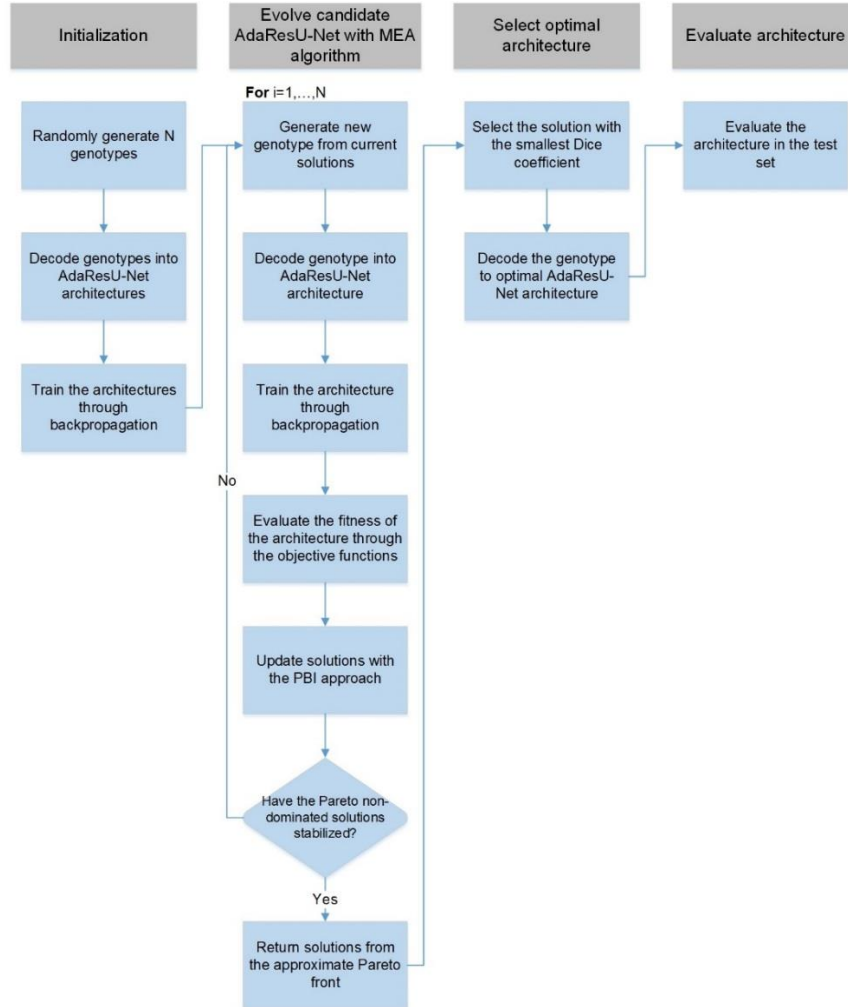 Initialization
Evolve candidate
AdaResU-Net with MEA
algorithm
Select optimal
architecture
Evaluate architecture
For i=1,…,N
Randomly generate N
genotypes
Decode genotypes into
AdaResU-Net
architectures
Train the architectures
through
backpropagation
Generate new
genotype from current
solutions
Decode genotype into
AdaResU-Net
architecture
Train the architecture
through
backpropagation
No
Evaluate the fitness of
the architecture through
the objective functions
Update solutions with
the PBI approach
Have the Pareto non-
dominated solutions
stabilized?
Yes
Return solutions from
the approximate Pareto
front
Select the solution with
the smallest Dice
coefficient
Decode the genotype
to optimal AdaResU-
Net architecture
Evaluate the
architecture in the test
set